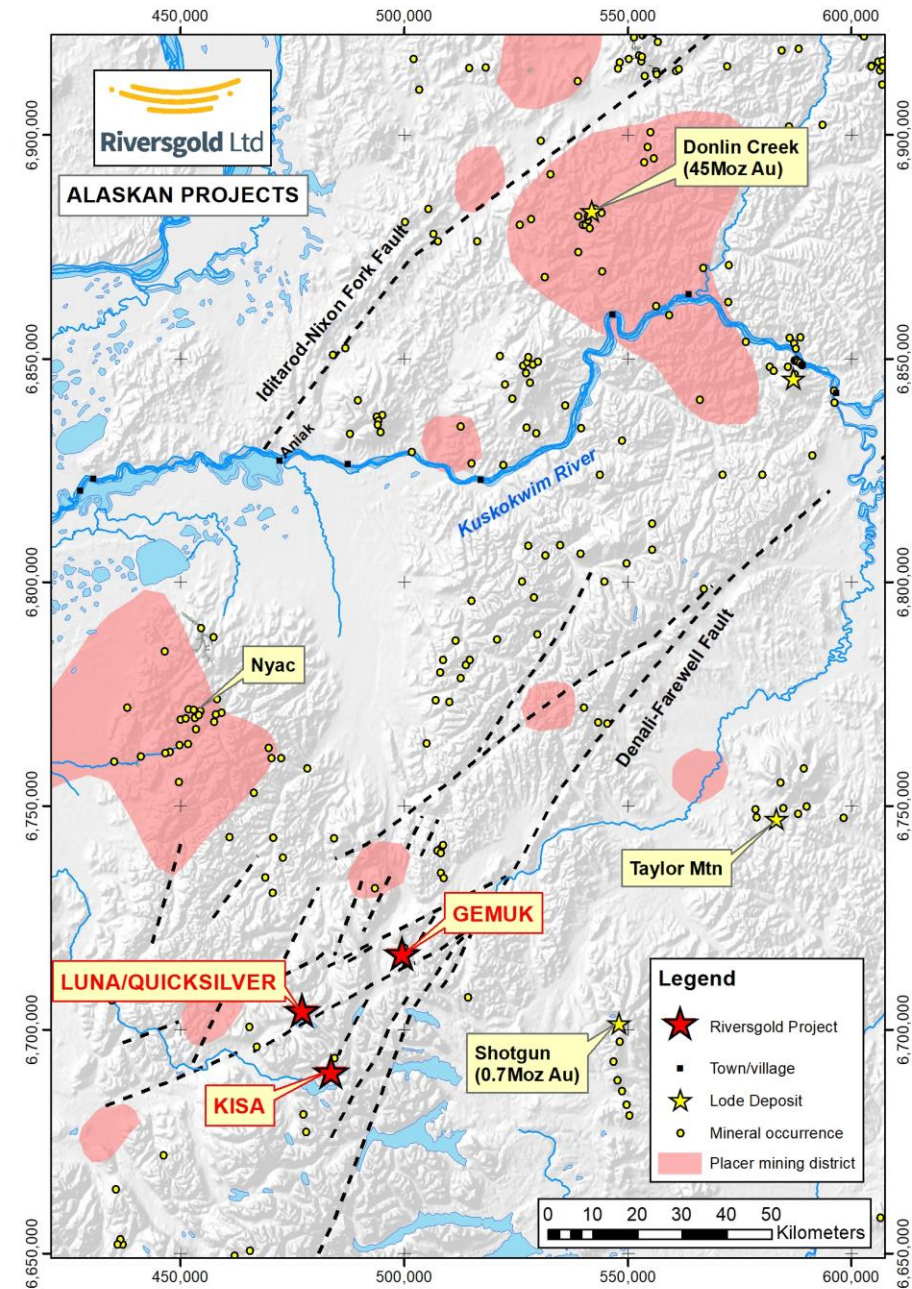 450,000
500,000
550,000
600,000
6,900,000
6,850,000
6,800,000
6,750,000
6,700,000
6,650,000
Riversgold Ltd
ALASKAN PROJECTS
Donlin Creek
(45Moz Au)
Iditarod-Nixon Fork Fault
Aniak
Kuskokwim River
Denali-Farewell Fault
Nyac
Taylor Mtn
GEMUK
LUNA/QUICKSILVER
KISA
Shotgun
(0.7Moz Au)
Legend
Riversgold Project
Town/village
Lode Deposit
Mineral occurrence
Placer mining district
0 10 20 30 40 50
Kilometers
6,900,000
6,850,000
6,800,000
6,750,000
6,700,000
6,650,000
450,000
500,000
550,000
600,000